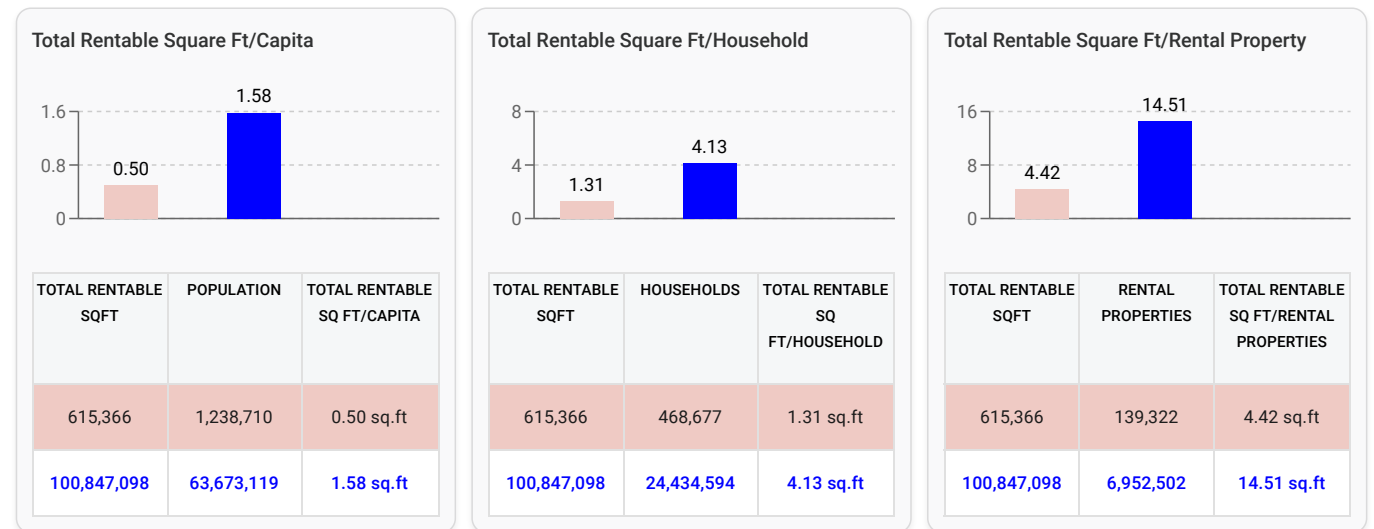 Total Rentable Square Ft/Capita
1.58
1.6
0.50
0.8
0
TOTAL RENTABLE SQFT
POPULATION
TOTAL RENTABLE SQ FT/CAPITA
615,366
1,238,710
0.50 sq.ft
100,847,098
63,673,119
1.58 sq.ft
Total Rentable Square Ft/Household
8
4.13
4
1.31
0
TOTAL RENTABLE SQFT
HOUSEHOLDS
TOTAL RENTABLE SQ FT/HOUSEHOLD
615,366
468,677
1.31 sq.ft
100,847,098
24,434,594
4.13 sq.ft
Total Rentable Square Ft/Rental Property
14.51
16
8
4.42
0
TOTAL RENTABLE SQFT
RENTAL PROPERTIES
TOTAL RENTABLE SQ FT/RENTAL PROPERTIES
615,366
139,322
4.42 sq.ft
100,847,098
6,952,502
14.51 sq.ft